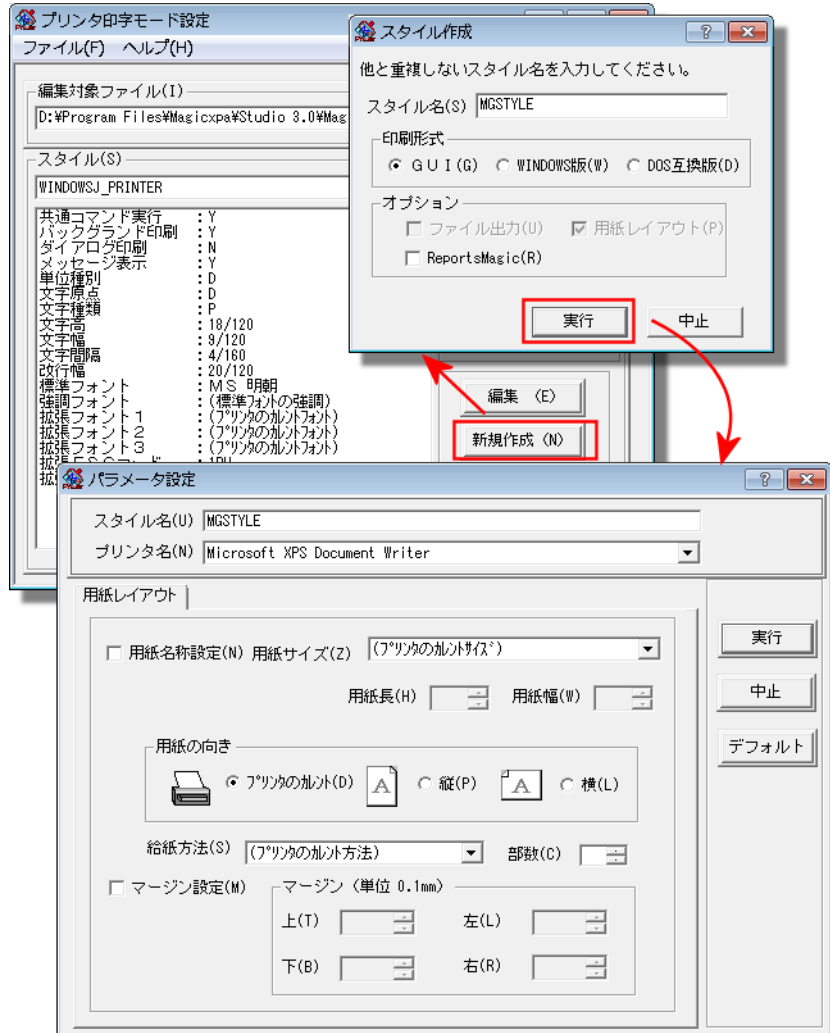 プリンタ印字モード設定
ファイル(F) ヘルプ(H)
編集対象ファイル(I)
D:¥Program Files¥Magicxpa¥Studio 3.0¥Mag
スタイル(S)
WINDOWSJ_PRINTER
共通コマンド実行 :Y
バックグランド印刷 :Y
ダイアログ印刷 :N
メッセージ表示 :Y
単位種別 :D
文字原点 :D
文字種類 :P
文字高 :18/120
文字幅 :9/120
文字間隔 :4/160
改行幅 :20/120
標準フォント :MS 明朝
強調フォント :(標準フォントの強調)
拡張フォント1 :(プリンタのカレントフォント)
拡張フォント2 :(プリンタのカレントフォント)
拡張フォント3 :(プリンタのカレントフォント)
編集 (E)
新規作成 (N)
スタイル作成
他と重複しないスタイル名を入力してください。
スタイル名(S) MGSTYLE
印刷形式
GUI(G) WINDOWS版(W) DOS互換版(D)
オプション
ファイル出力(U) 用紙レイアウト(P)
ReportsMagic(R)
実行 中止
パラメータ設定
スタイル名(U) MGSTYLE
プリンタ名(N) Microsoft XPS Document Writer
用紙レイアウト
用紙名称設定(N) 用紙サイズ(Z) (プリンタのカレントサイズ)
用紙長(H) 用紙幅(W)
用紙の向き
プリンタのカレント(D) A 縦(P) A 横(L)
給紙方法(S) (プリンタのカレント方法) 部数(C)
マージン設定(M) マージン (単位 0.1mm)
上(T) 左(L)
下(B) 右(R)
実行
中止
デフォルト